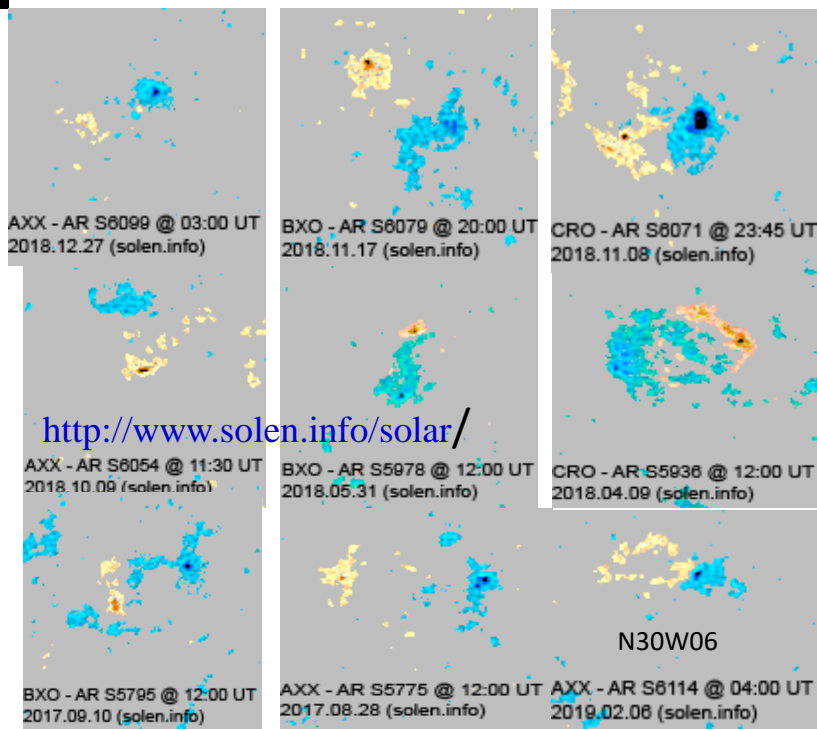 AXX - AR S6099 @ 03:00 UT
2018.12.27 (solen.info)
BXO - AR S6079 @ 20:00 UT
2018.11.17 (solen.info)
CRO - AR S6071 @ 23:45 UT
2018.11.08 (solen.info)
http://www.solen.info/solar/
AXX - AR S6054 @ 11:30 UT
2018.10.09 (solen.info)
BXO - AR S5978 @ 12:00 UT
2018.05.31 (solen.info)
CRO - AR S5936 @ 12:00 UT
2018.04.09 (solen.info)
BXO - AR S5795 @ 12:00 UT
2017.09.10 (solen.info)
AXX - AR S5775 @ 12:00 UT
2017.08.28 (solen.info)
N30W06
AXX - AR S6114 @ 04:00 UT
2019.02.06 (solen.info)